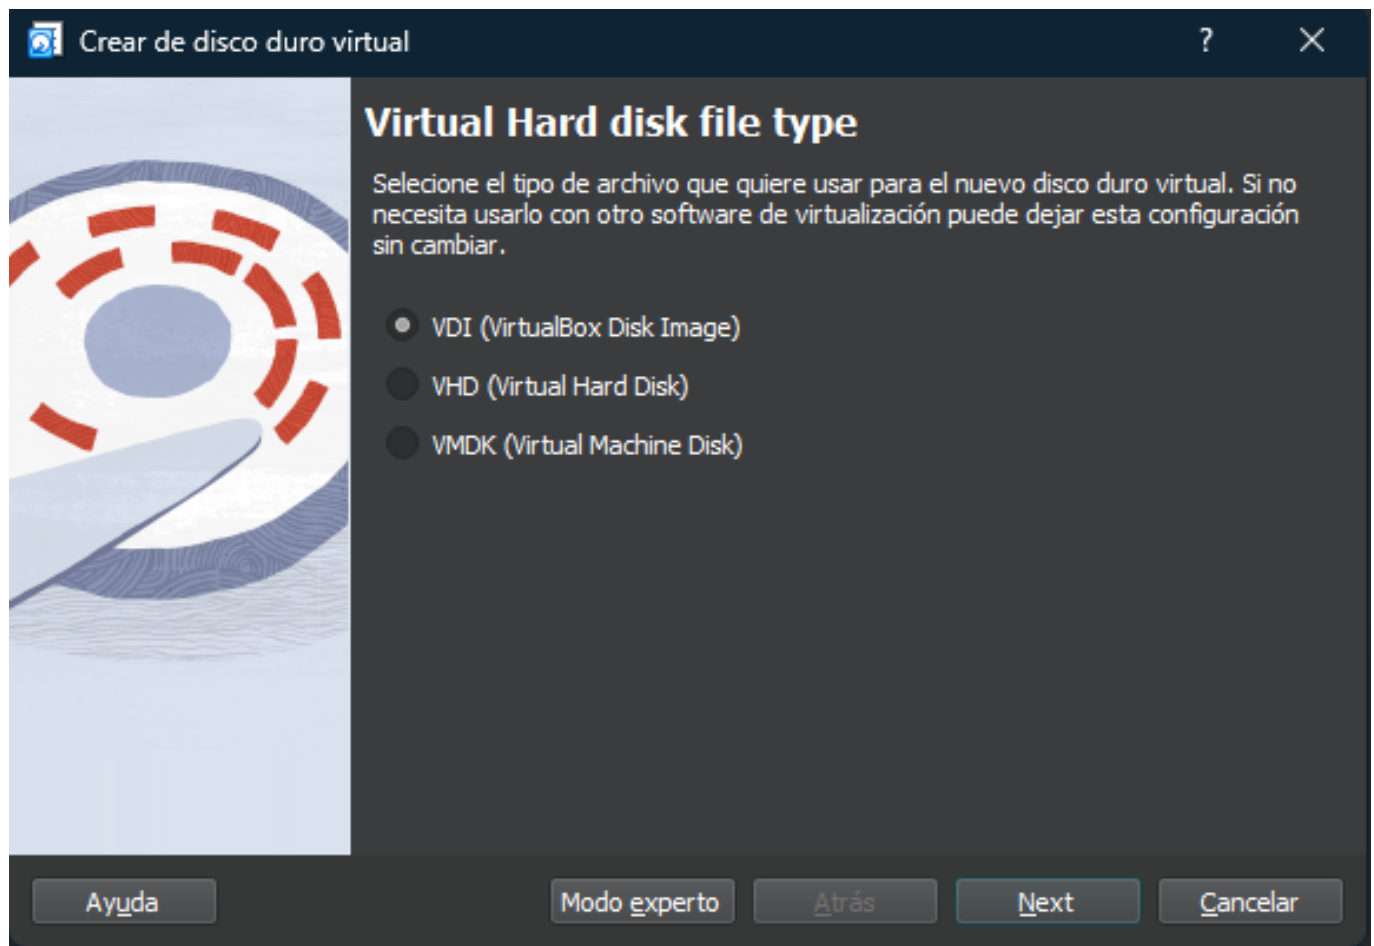 Crear de disco duro virtual
?
Virtual Hard disk file type
Selecione el tipo de archivo que quiere usar para el nuevo disco duro virtual. Si no
necesita usarlo con otro software de virtualización puede dejar esta configuración
sin cambiar.
VDI (VirtualBox Disk Image)
VHD (Virtual Hard Disk)
VMDK (Virtual Machine Disk)
Ayuda
Modo experto
Atrás
Next
Cancelar